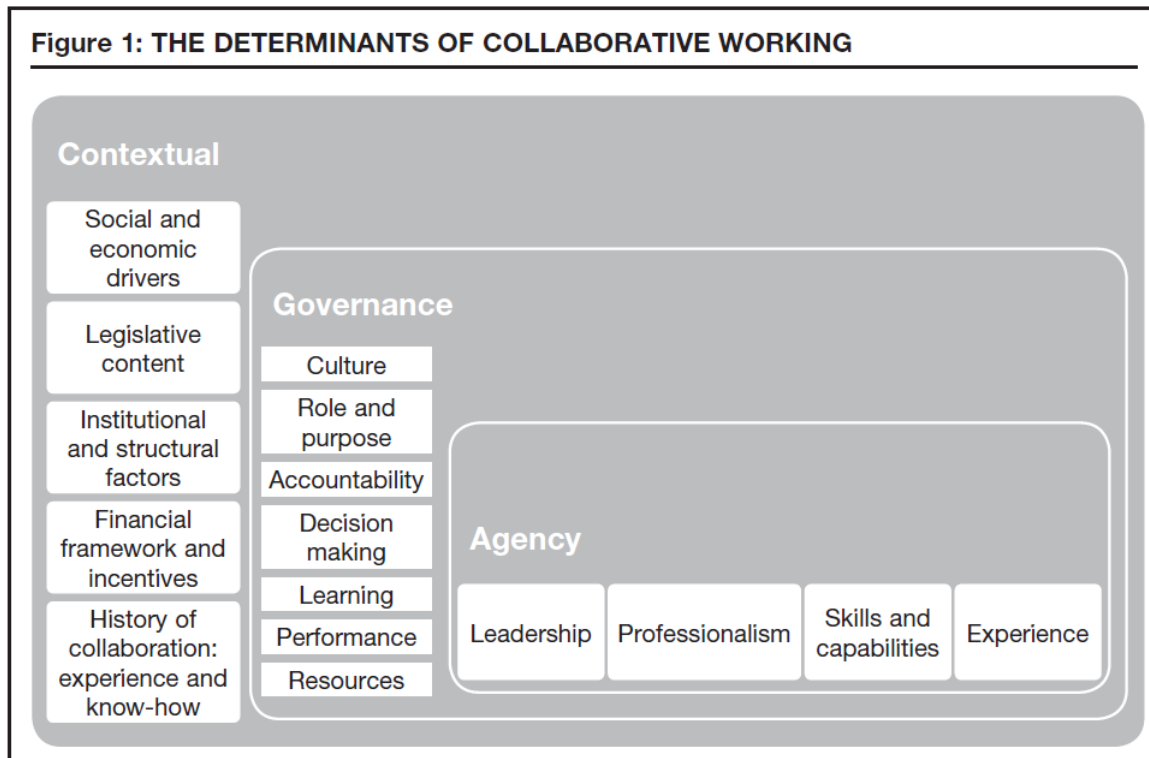 Figure 1: THE DETERMINANTS OF COLLABORATIVE WORKING
Contextual
Social and
economic
drivers
Legislative
content
Institutional
and structural
factors
Financial
framework and
incentives
History of
collaboration:
experience and
know-how
Governance
Culture
Role and
purpose
Accountability
Decision
making
Learning
Performance
Resources
Agency
Leadership
Professionalism
Skills and
capabilities
Experience